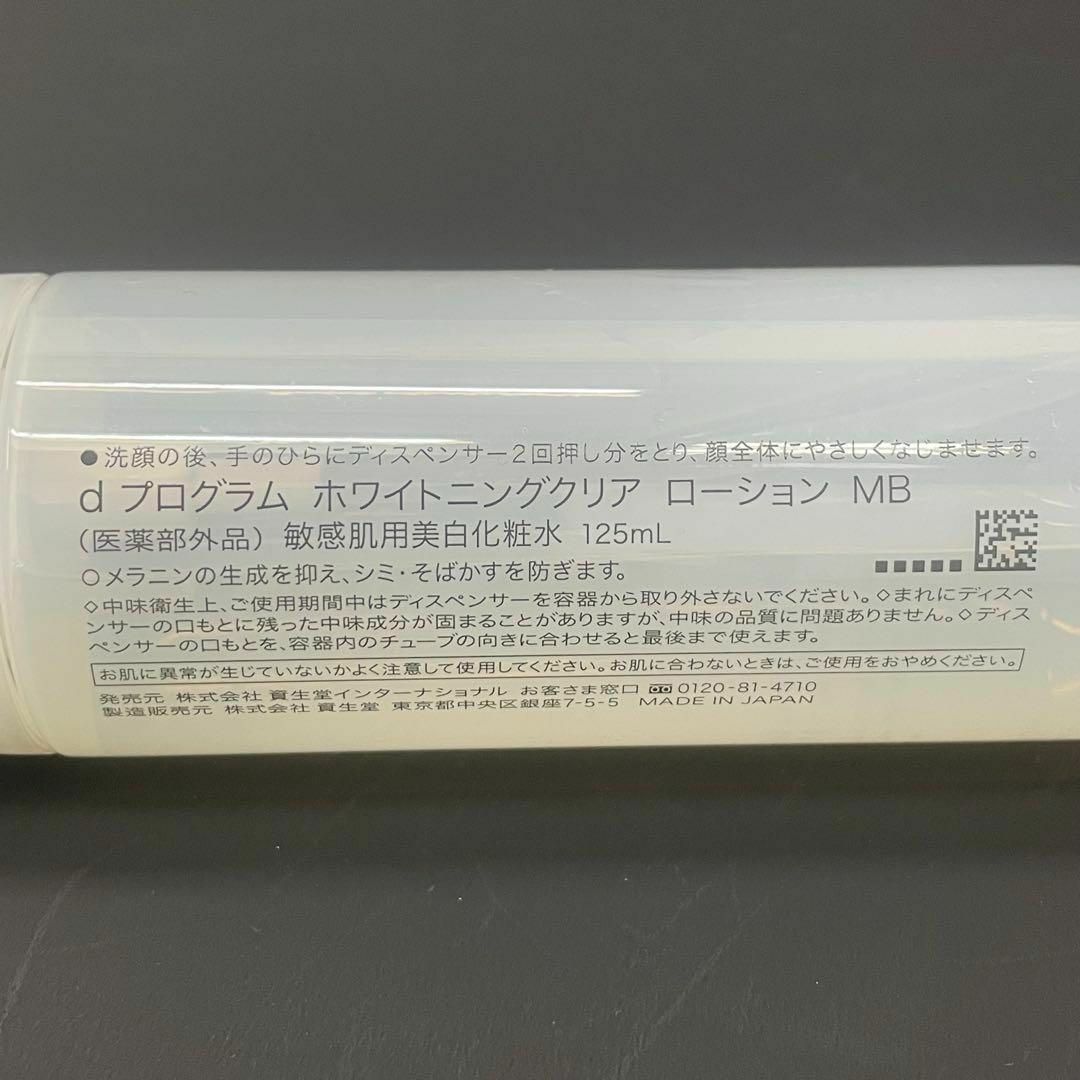 ●洗顔の後、手のひらにディスペンサー2回押し分をとり、顔全体にやさしくなじませます。
d プログラム ホワイトニングクリア ローション MB
(医薬部外品) 敏感肌用美白化粧水 125mL
○メラニンの生成を抑え、シミ・そばかすを防ぎます。
◇中味衛生上、ご使用期間中はディスペンサーを容器から取り外さないでください。◇まれにディスペ
ンサーの口もとに残った中味成分が固まることがありますが、中味の品質に問題ありません。◇ディス
ペンサーの口もとを、容器内のチューブの向きに合わせると最後まで使えます。
お肌に異常が生じていないかよく注意して使用してください。お肌に合わないときは、ご使用をおやめください。
発売元 株式会社 資生堂インターナショナル お客さま窓口 0120-81-4710
製造販売元 株式会社 資生堂 東京都中央区銀座7-5-5 MADE IN JAPAN